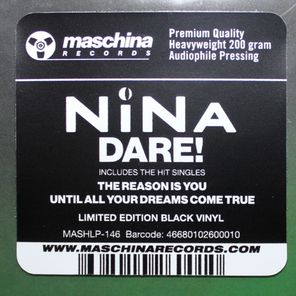 maschina
RECORDS
Premium Quality
Heavyweight 200 gram
Audiophile Pressing
NiNA
DARE!
INCLUDES THE HIT SINGLES
THE REASON IS YOU
UNTIL ALL YOUR DREAMS COME TRUE
LIMITED EDITION BLACK VINYL
MASHLP-146 Barcode: 46680102600010
WWW.MASCHINARECORDS.COM